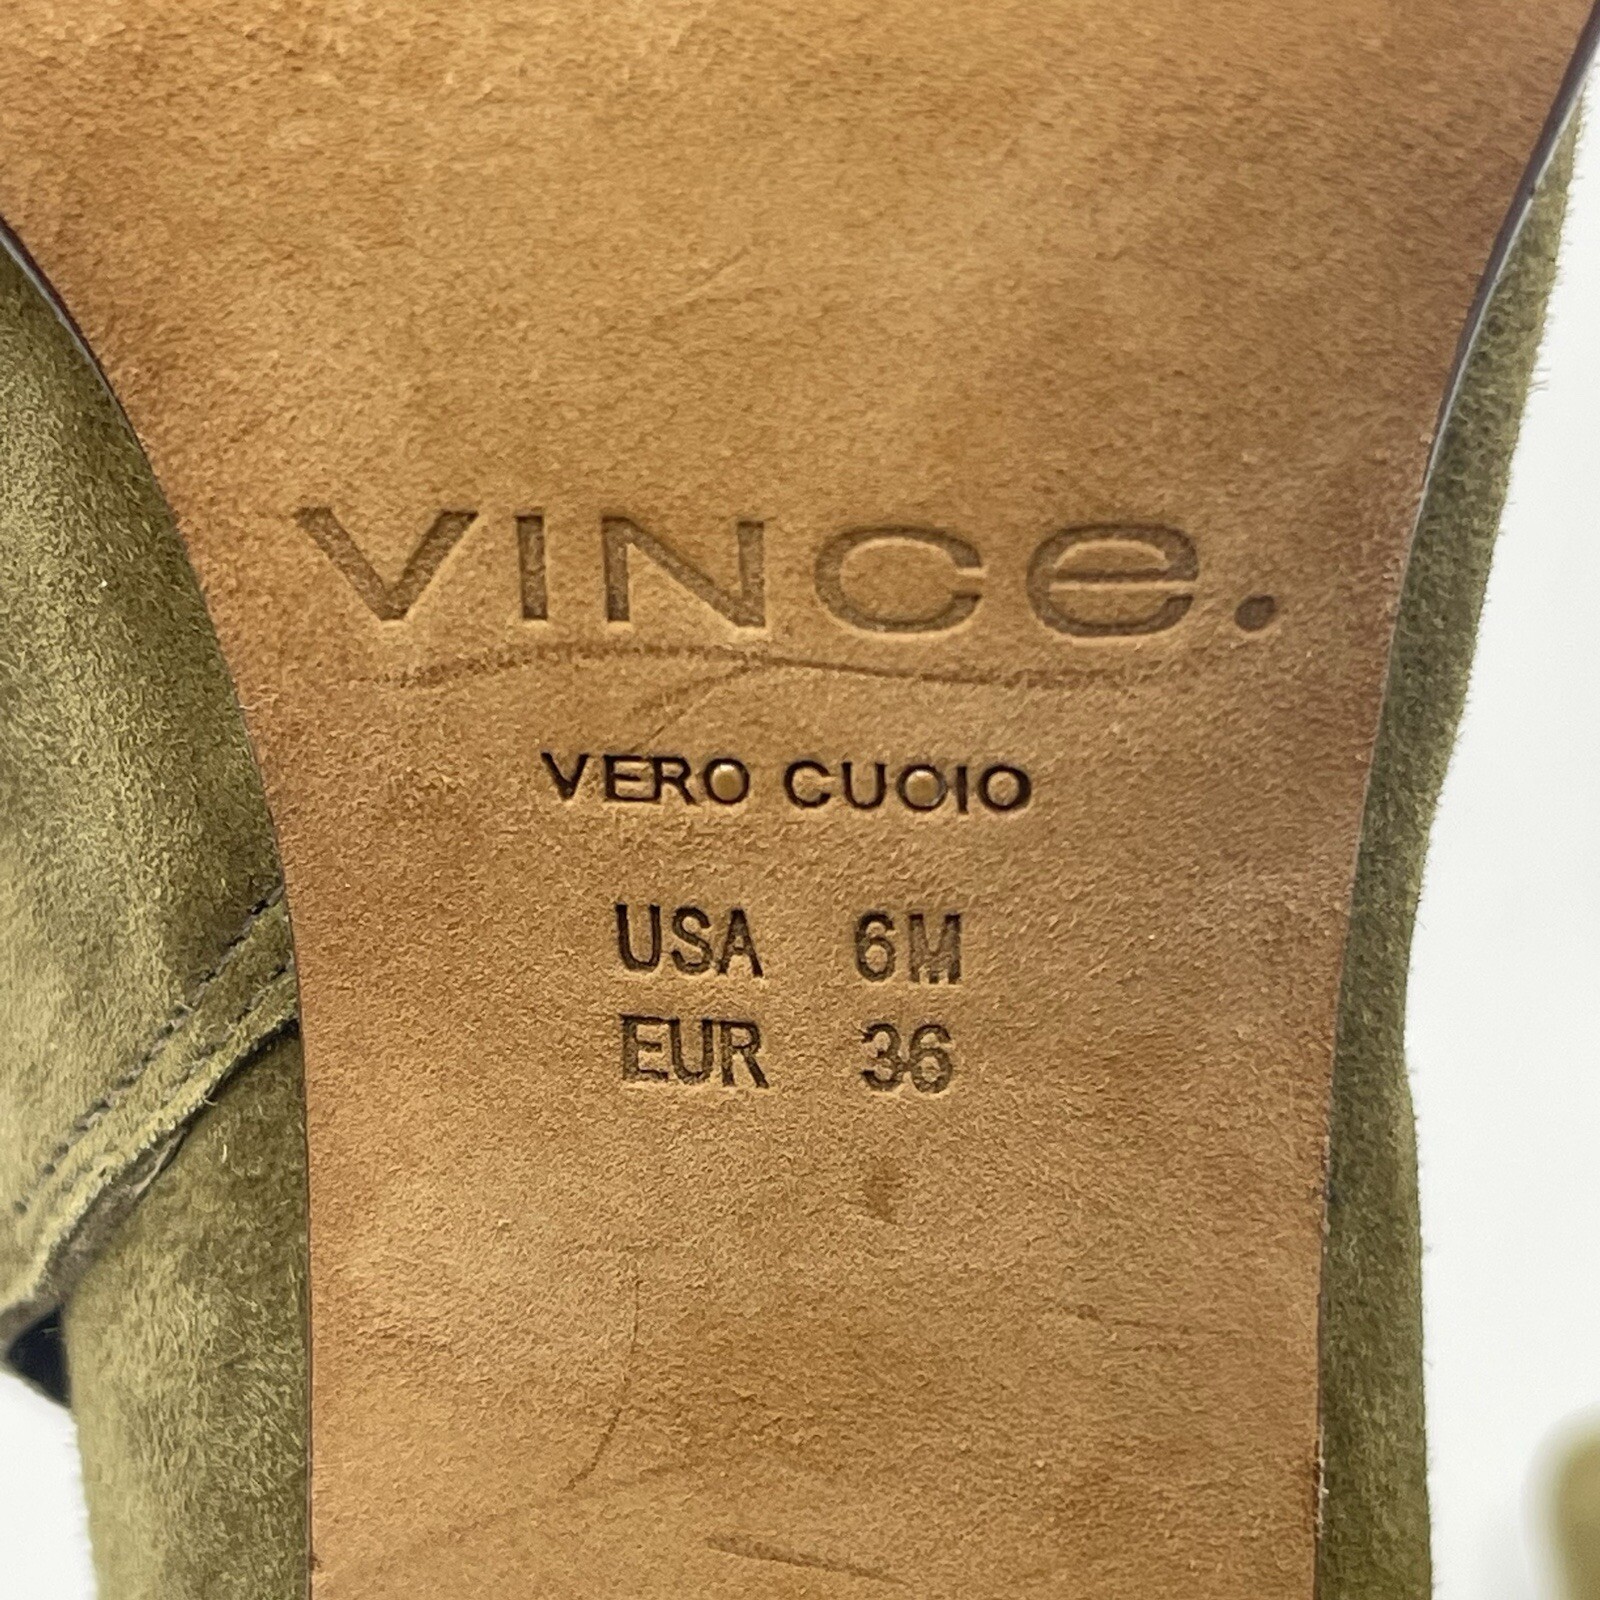 VINCe.
VERO CUOIO
USA 6M
EUR 36